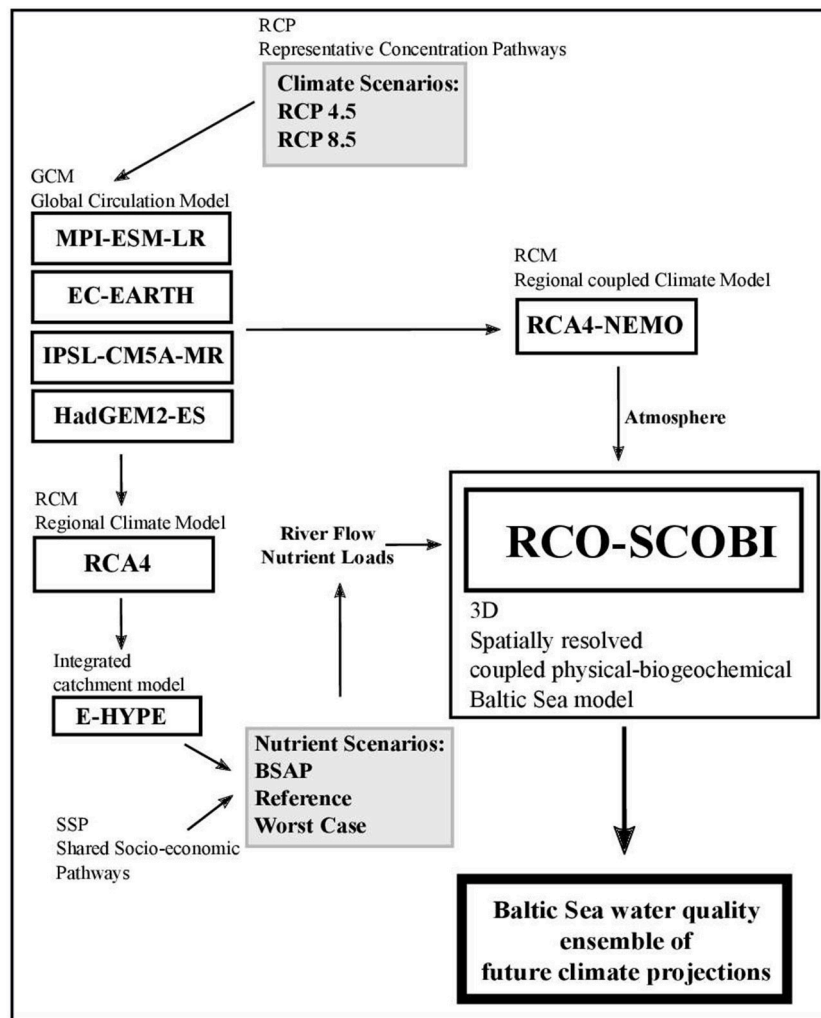 RCP
Representative Concentration Pathways
Climate Scenarios:
RCP 4.5
RCP 8.5
GCM
Global Circulation Model
MPI-ESM-LR
EC-EARTH
IPSL-CM5A-MR
HadGEM2-ES
RCM
Regional coupled Climate Model
RCA4-NEMO
Atmosphere
RCM
Regional Climate Model
RCA4
River Flow
Nutrient Loads
RCO-SCOBI
3D
Spatially resolved
coupled physical-biogeochemical
Baltic Sea model
Integrated
catchment model
E-HYPE
Nutrient Scenarios:
BSAP
Reference
Worst Case
SSP
Shared Socio-economic
Pathways
Baltic Sea water quality
ensemble of
future climate projections